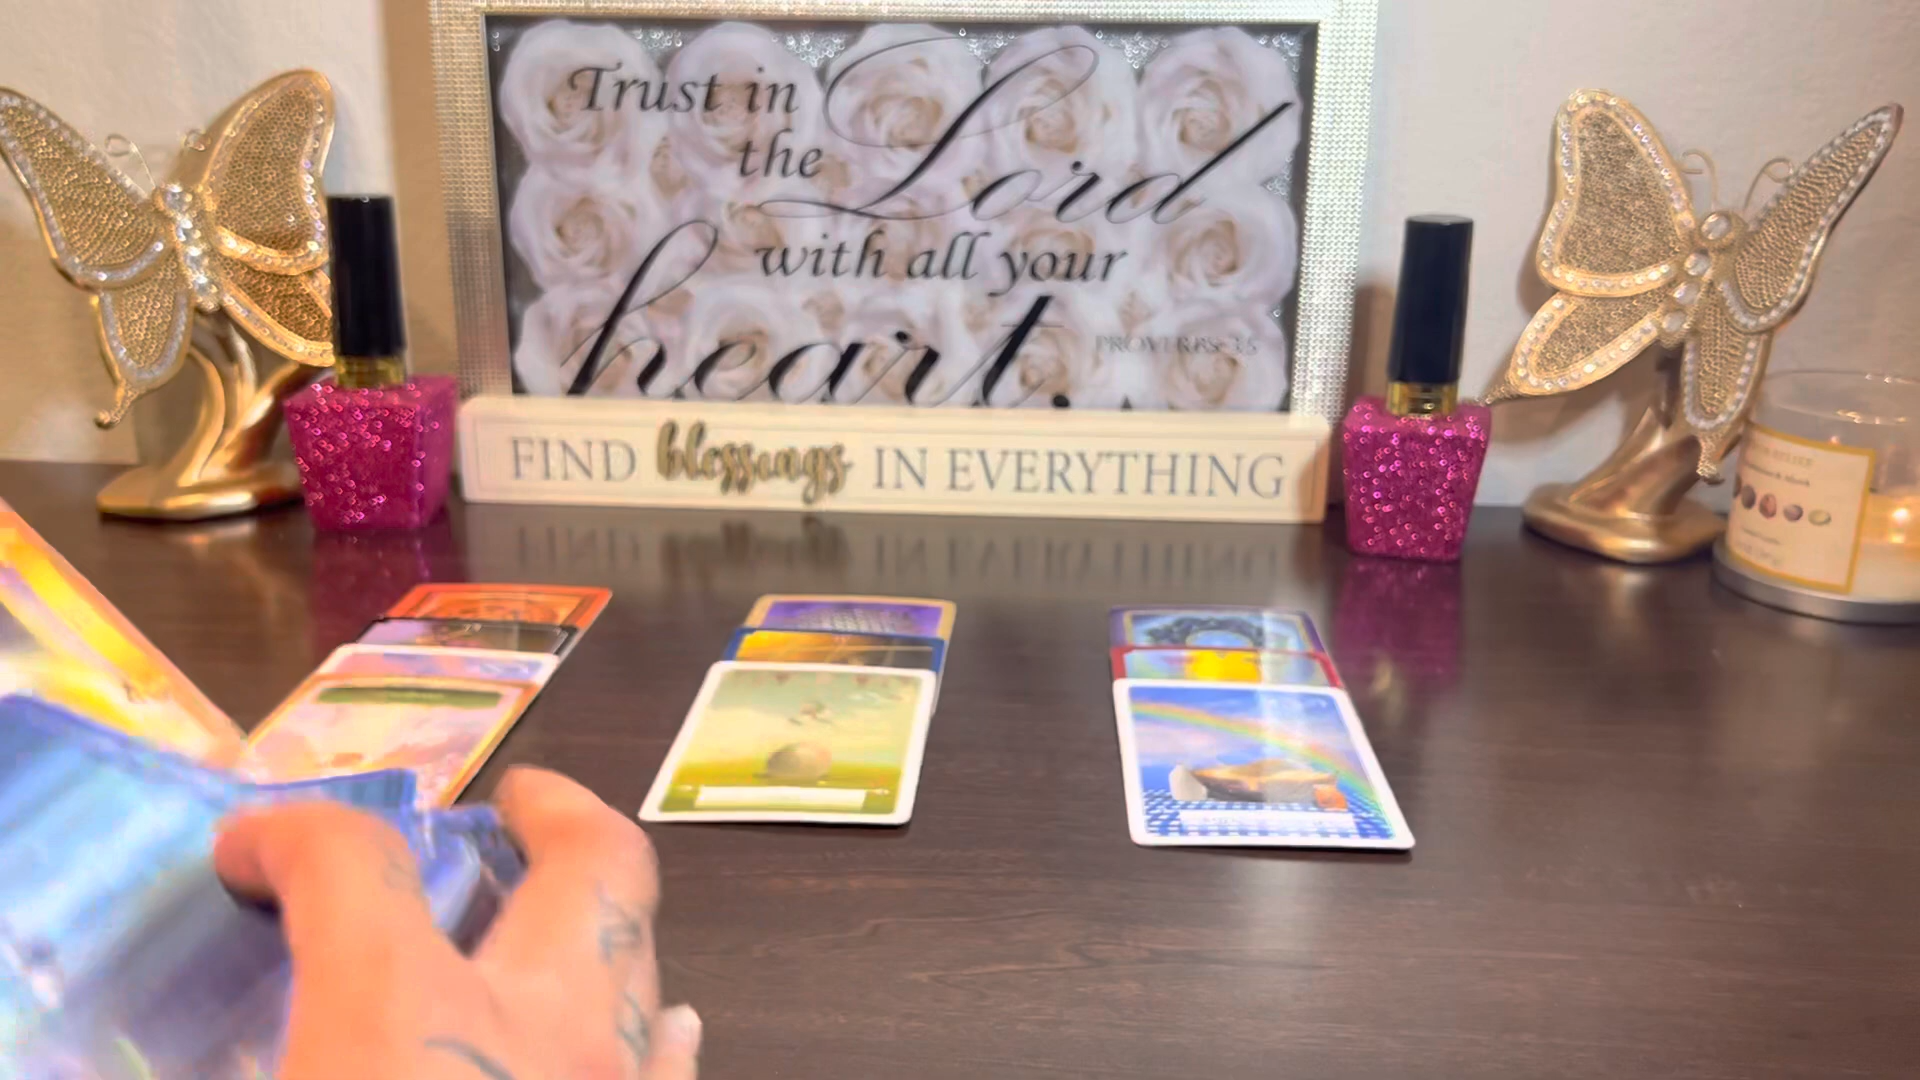 Trust in
the Lord
with all your
heart.
PROVERBS 3:5
FIND blessings IN EVERYTHING